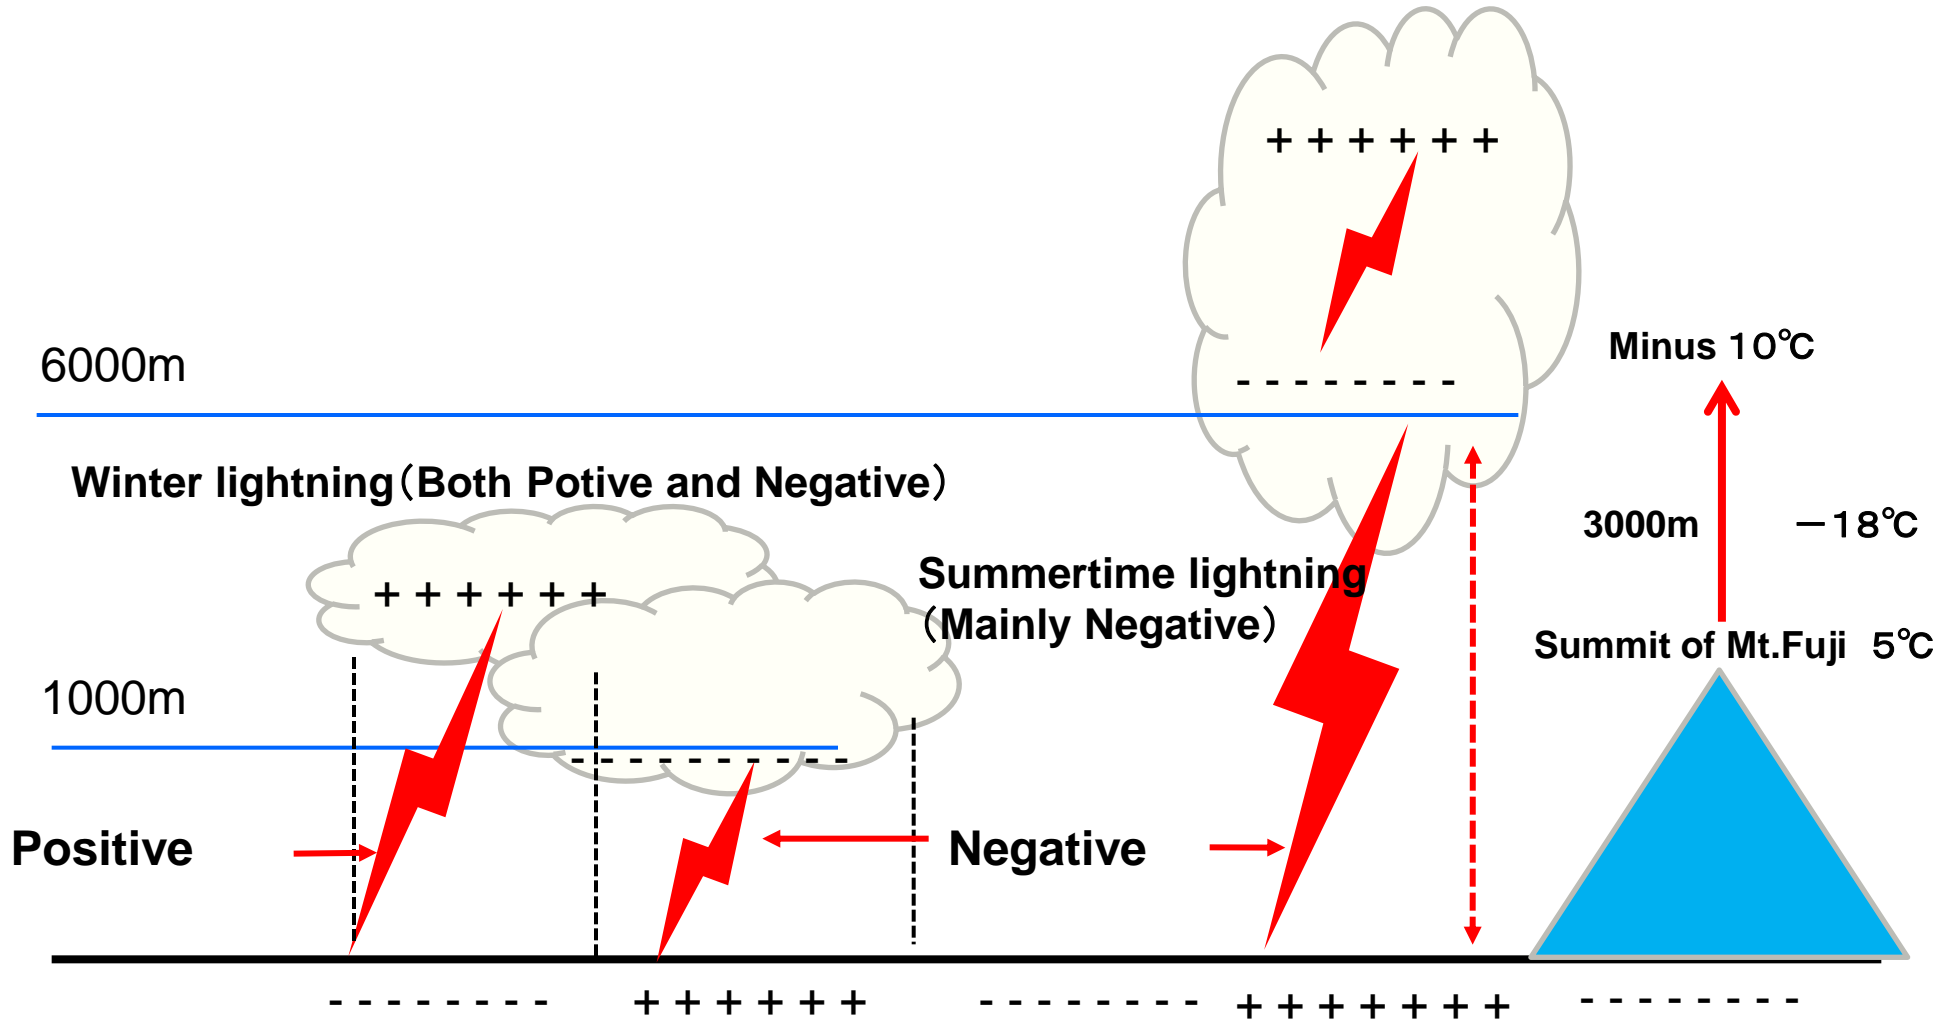 + + + + + +
Minus １０℃
6000m
- - - - - - - -
Winter lightning（Both Potive and Negative）
3000m －１８℃
Summertime lightning
（Mainly Negative）
+ + + + + +
Summit of Mt.Fuji ５℃
1000m
- - - - - - - - - -
Positive
Negative
- - - - - - - - + + + + + + - - - - - - - - + + + + + + + - - - - - - - -